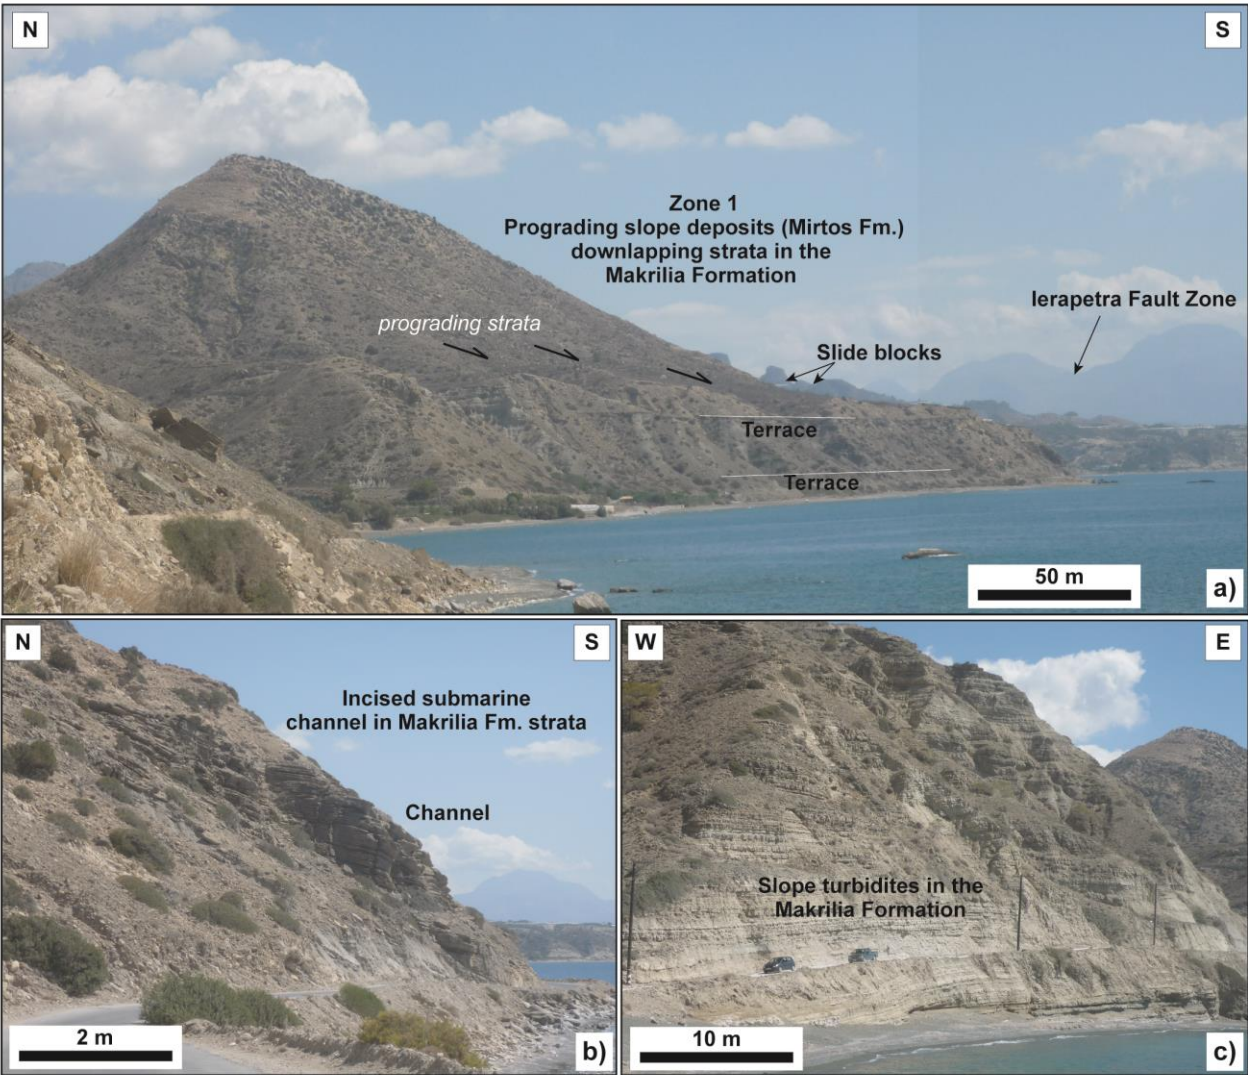 N
S
Zone 1
Prograding slope deposits (Mirtos Fm.)
downlapping strata in the
Makrilia Formation
Ierapetra Fault Zone
prograding strata
Slide blocks
Terrace
Terrace
50 m
a)
N
S
Incised submarine
channel in Makrilia Fm. strata
Channel
2 m
b)
W
E
Slope turbidites in the
Makrilia Formation
10 m
c)